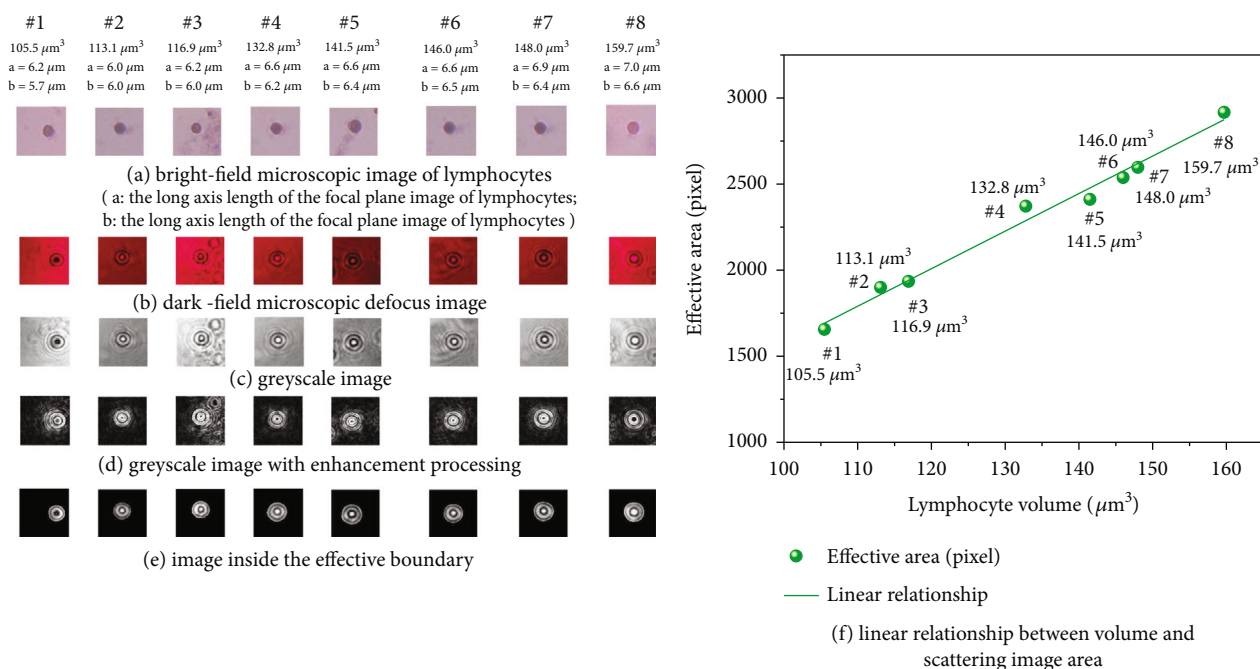 #1 #2 #3 #4 #5 #6 #7 #8
105.5 μm³ 113.1 μm³ 116.9 μm³ 132.8 μm³ 141.5 μm³ 146.0 μm³ 148.0 μm³ 159.7 μm³
a = 6.2 μm a = 6.0 μm a = 6.2 μm a = 6.6 μm a = 6.6 μm a = 6.6 μm a = 6.9 μm a = 7.0 μm
b = 5.7 μm b = 6.0 μm b = 6.0 μm b = 6.2 μm b = 6.4 μm b = 6.5 μm b = 6.4 μm b = 6.6 μm
(a) bright-field microscopic image of lymphocytes
( a: the long axis length of the focal plane image of lymphocytes;
b: the long axis length of the focal plane image of lymphocytes )
(b) dark -field microscopic defocus image
(c) greyscale image
(d) greyscale image with enhancement processing
(e) image inside the effective boundary
Effective area (pixel)
3000
2500
2000
1500
1000
#1
105.5 μm³
113.1 μm³
#2
#3
116.9 μm³
132.8 μm³
#4
#5
141.5 μm³
146.0 μm³
#6
#7
148.0 μm³
#8
159.7 μm³
100 110 120 130 140 150 160
Lymphocyte volume (μm³)
Effective area (pixel)
Linear relationship
(f) linear relationship between volume and
scattering image area